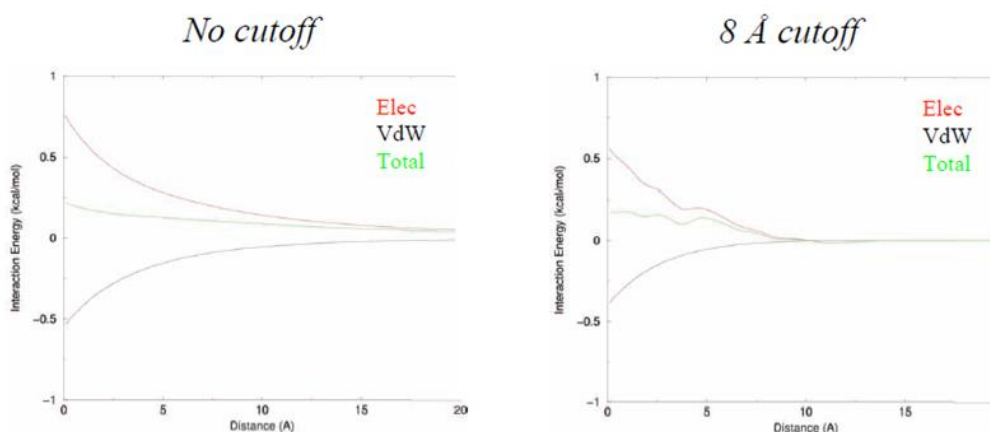 No cutoff
8 Å cutoff
1
0.5
0
−0.5
−1
Interaction Energy (kcal/mol)
Elec
VdW
Total
0
5
10
15
20
Distance (A)
1
0.5
0
−0.5
−1
Interaction Energy (kcal/mol)
Elec
VdW
Total
0
5
10
15
Distance (A)